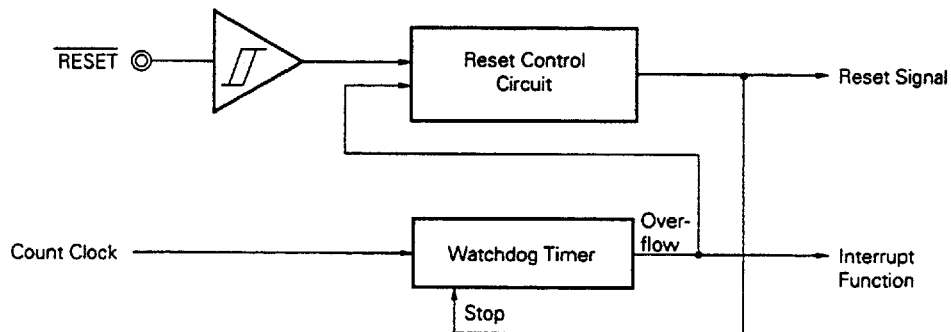 RESET
Reset Control
Circuit
Reset Signal
Count Clock
Watchdog Timer
Over-
flow
Interrupt
Function
Stop